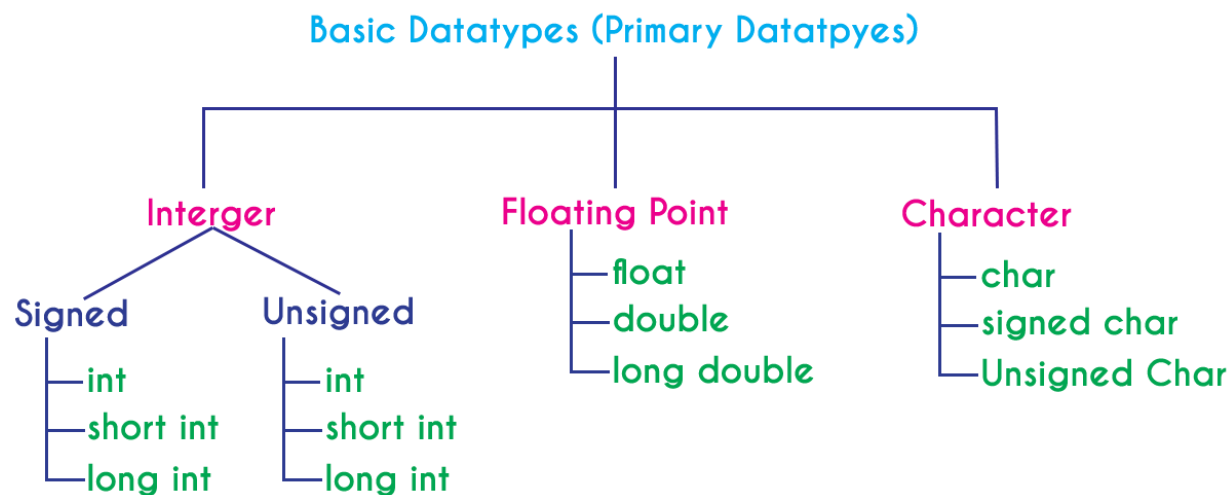 Basic Datatypes (Primary Datatpyes)
Interger
Signed
int
short int
long int
Unsigned
int
short int
long int
Floating Point
float
double
long double
Character
char
signed char
Unsigned Char